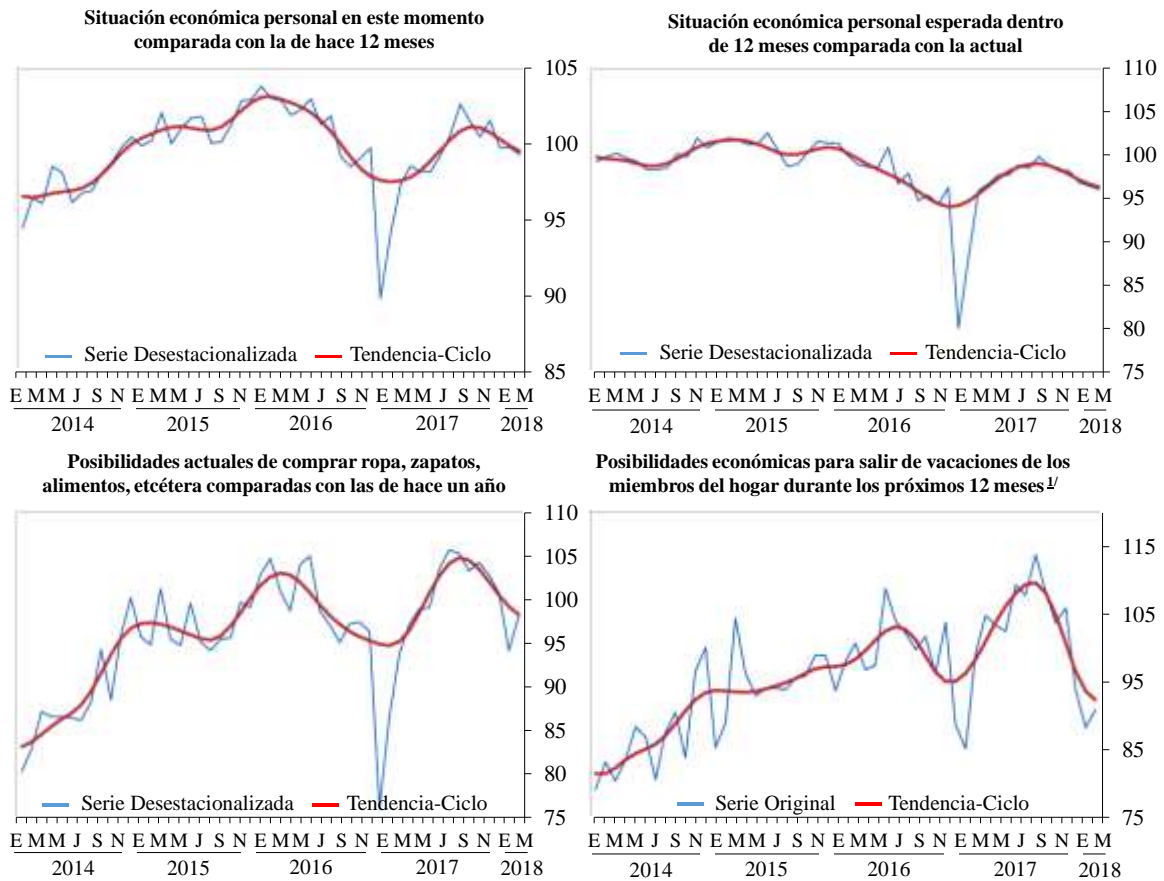 Situación económica personal en este momento
comparada con la de hace 12 meses
105
100
95
90
85
Serie Desestacionalizada Tendencia-Ciclo
E M M J S N E M M J S N E M M J S N E M M J S N E M
2014 2015 2016 2017 2018
Situación económica personal esperada dentro
de 12 meses comparada con la actual
110
105
100
95
90
85
80
75
Serie Desestacionalizada Tendencia-Ciclo
E M M J S N E M M J S N E M M J S N E M M J S N E M
2014 2015 2016 2017 2018
Posibilidades actuales de comprar ropa, zapatos,
alimentos, etcétera comparadas con las de hace un año
110
105
100
95
90
85
80
75
Serie Desestacionalizada Tendencia-Ciclo
E M M J S N E M M J S N E M M J S N E M M J S N E M
2014 2015 2016 2017 2018
Posibilidades económicas para salir de vacaciones de los
miembros del hogar durante los próximos 12 meses 1/
115
105
95
85
75
Serie Original Tendencia-Ciclo
E M M J S N E M M J S N E M M J S N E M M J S N E M
2014 2015 2016 2017 2018